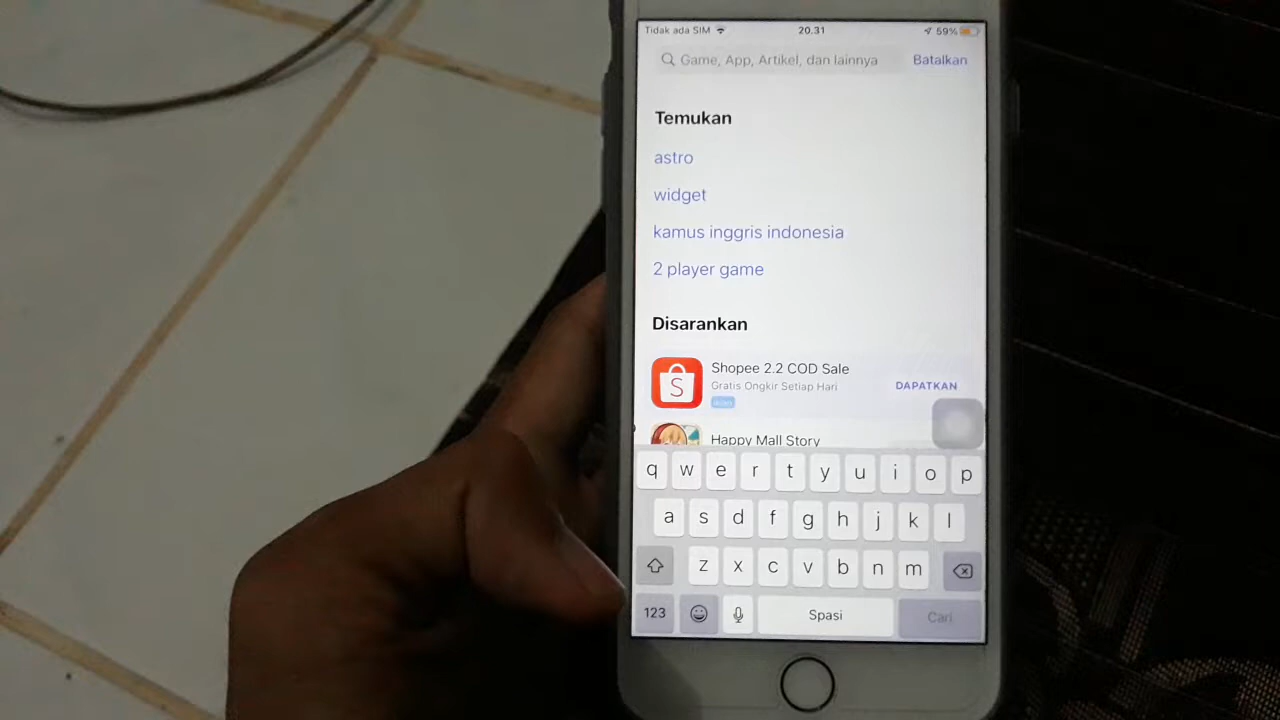 Tidak ada SIM 20.31 59%
Game, App, Artikel, dan lainnya Batalkan
Temukan
astro
widget
kamus inggris indonesia
2 player game
Disarankan
Shopee 2.2 COD Sale
Gratis Ongkir Setiap Hari DAPATKAN
Happy Mall Story
q w e r t y u i o p
a s d f g h j k l
z x c v b n m
123 Spasi Cari